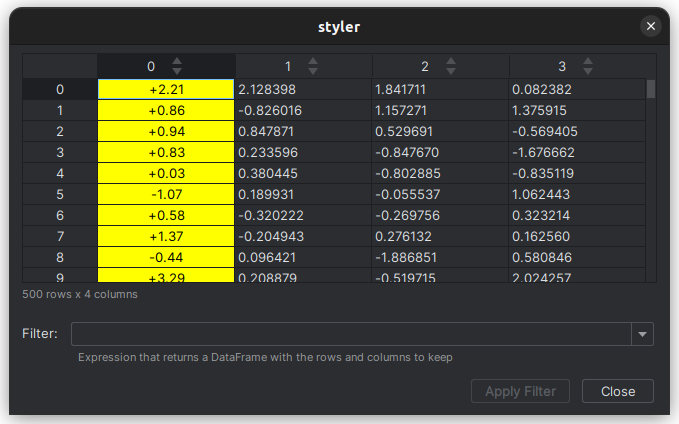 styler
0 1 2 3
0 +2.21 2.128398 1.841711 0.082382
1 +0.86 -0.826016 1.157271 1.375915
2 +0.94 0.847871 0.529691 -0.569405
3 +0.83 0.233596 -0.847670 -1.676662
4 +0.03 0.380445 -0.802885 -0.835119
5 -1.07 0.189931 -0.055537 1.062443
6 +0.58 -0.320222 -0.269756 0.323214
7 +1.37 -0.204943 0.276132 0.162560
8 -0.44 0.096421 -1.886851 0.580846
9 +3.29 0.208879 -0.519715 2.024257
500 rows x 4 columns
Filter:
Expression that returns a DataFrame with the rows and columns to keep
Apply Filter Close